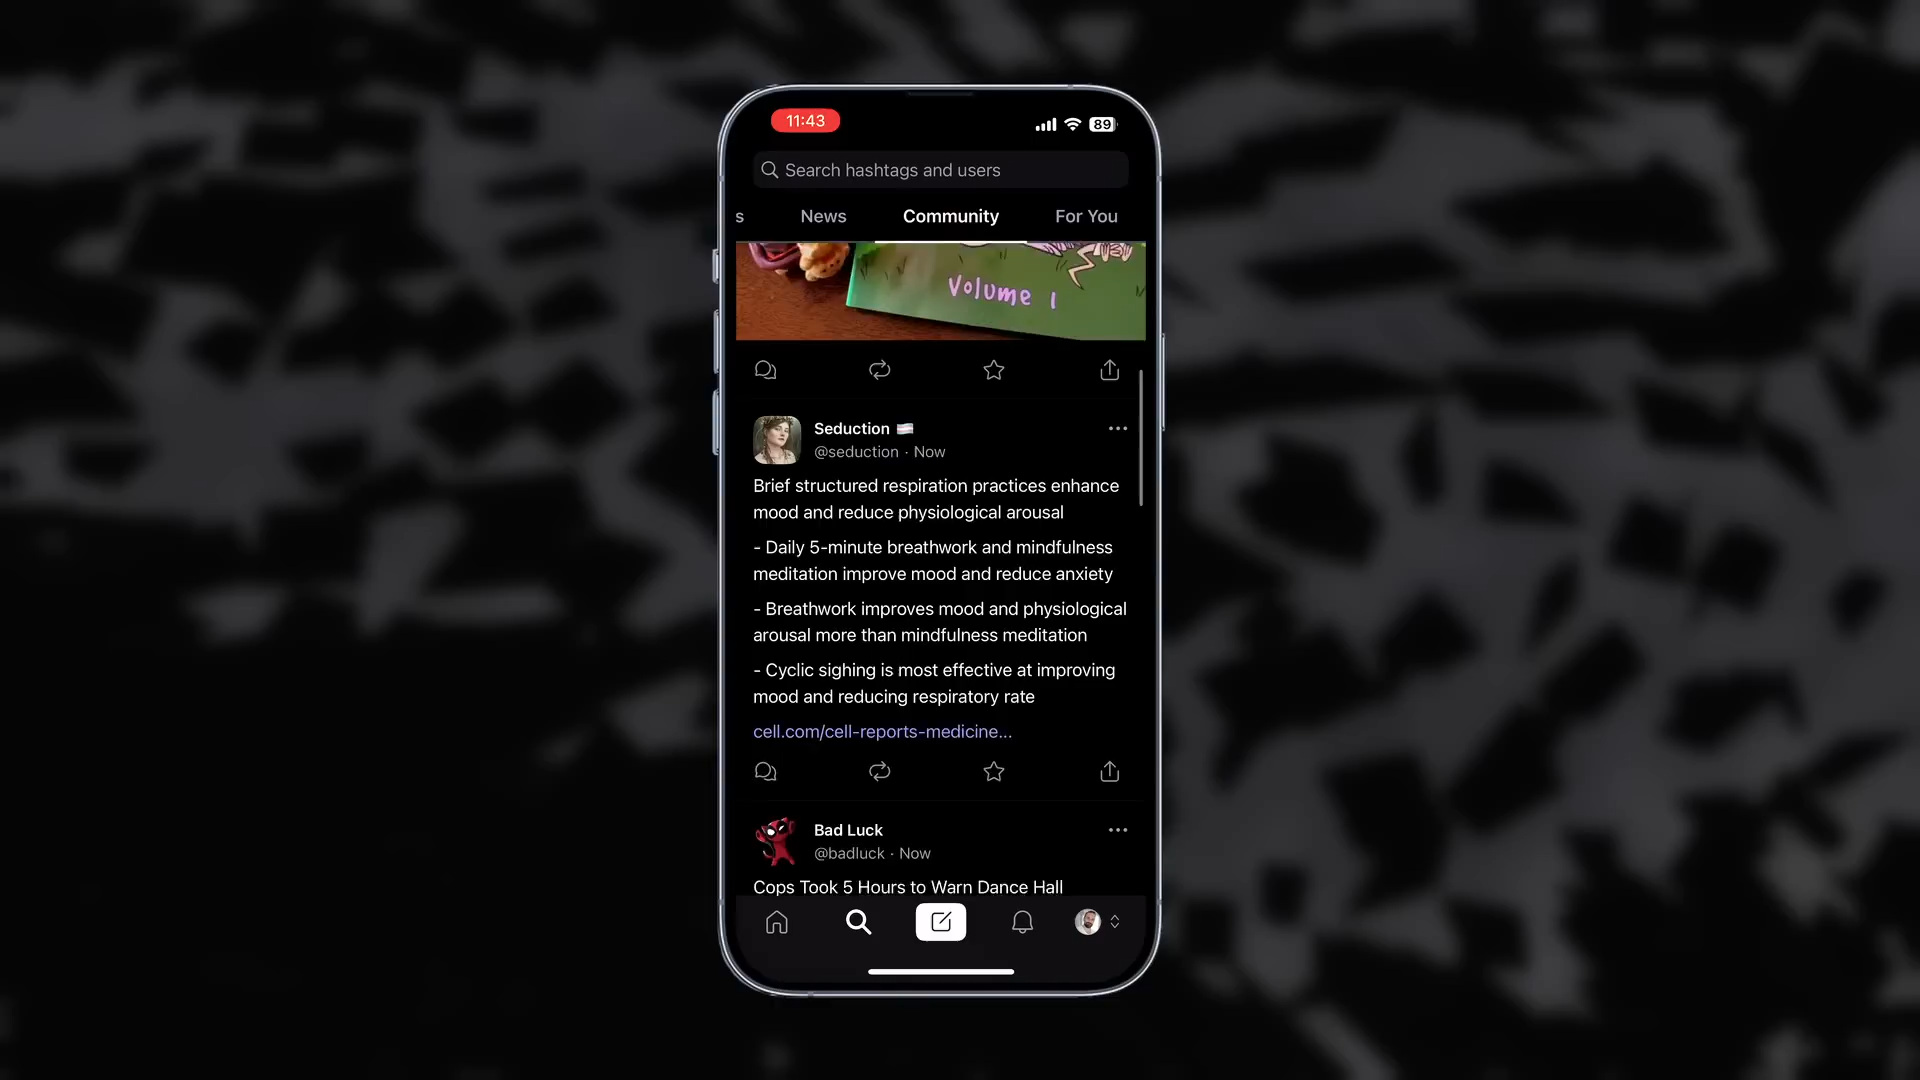 11:43
89
Search hashtags and users
s News Community For You
Volume 1
Seduction
@seduction · Now
Brief structured respiration practices enhance
mood and reduce physiological arousal
- Daily 5-minute breathwork and mindfulness
meditation improve mood and reduce anxiety
- Breathwork improves mood and physiological
arousal more than mindfulness meditation
- Cyclic sighing is most effective at improving
mood and reducing respiratory rate
cell.com/cell-reports-medicine...
Bad Luck
@badluck · Now
Cops Took 5 Hours to Warn Dance Hall